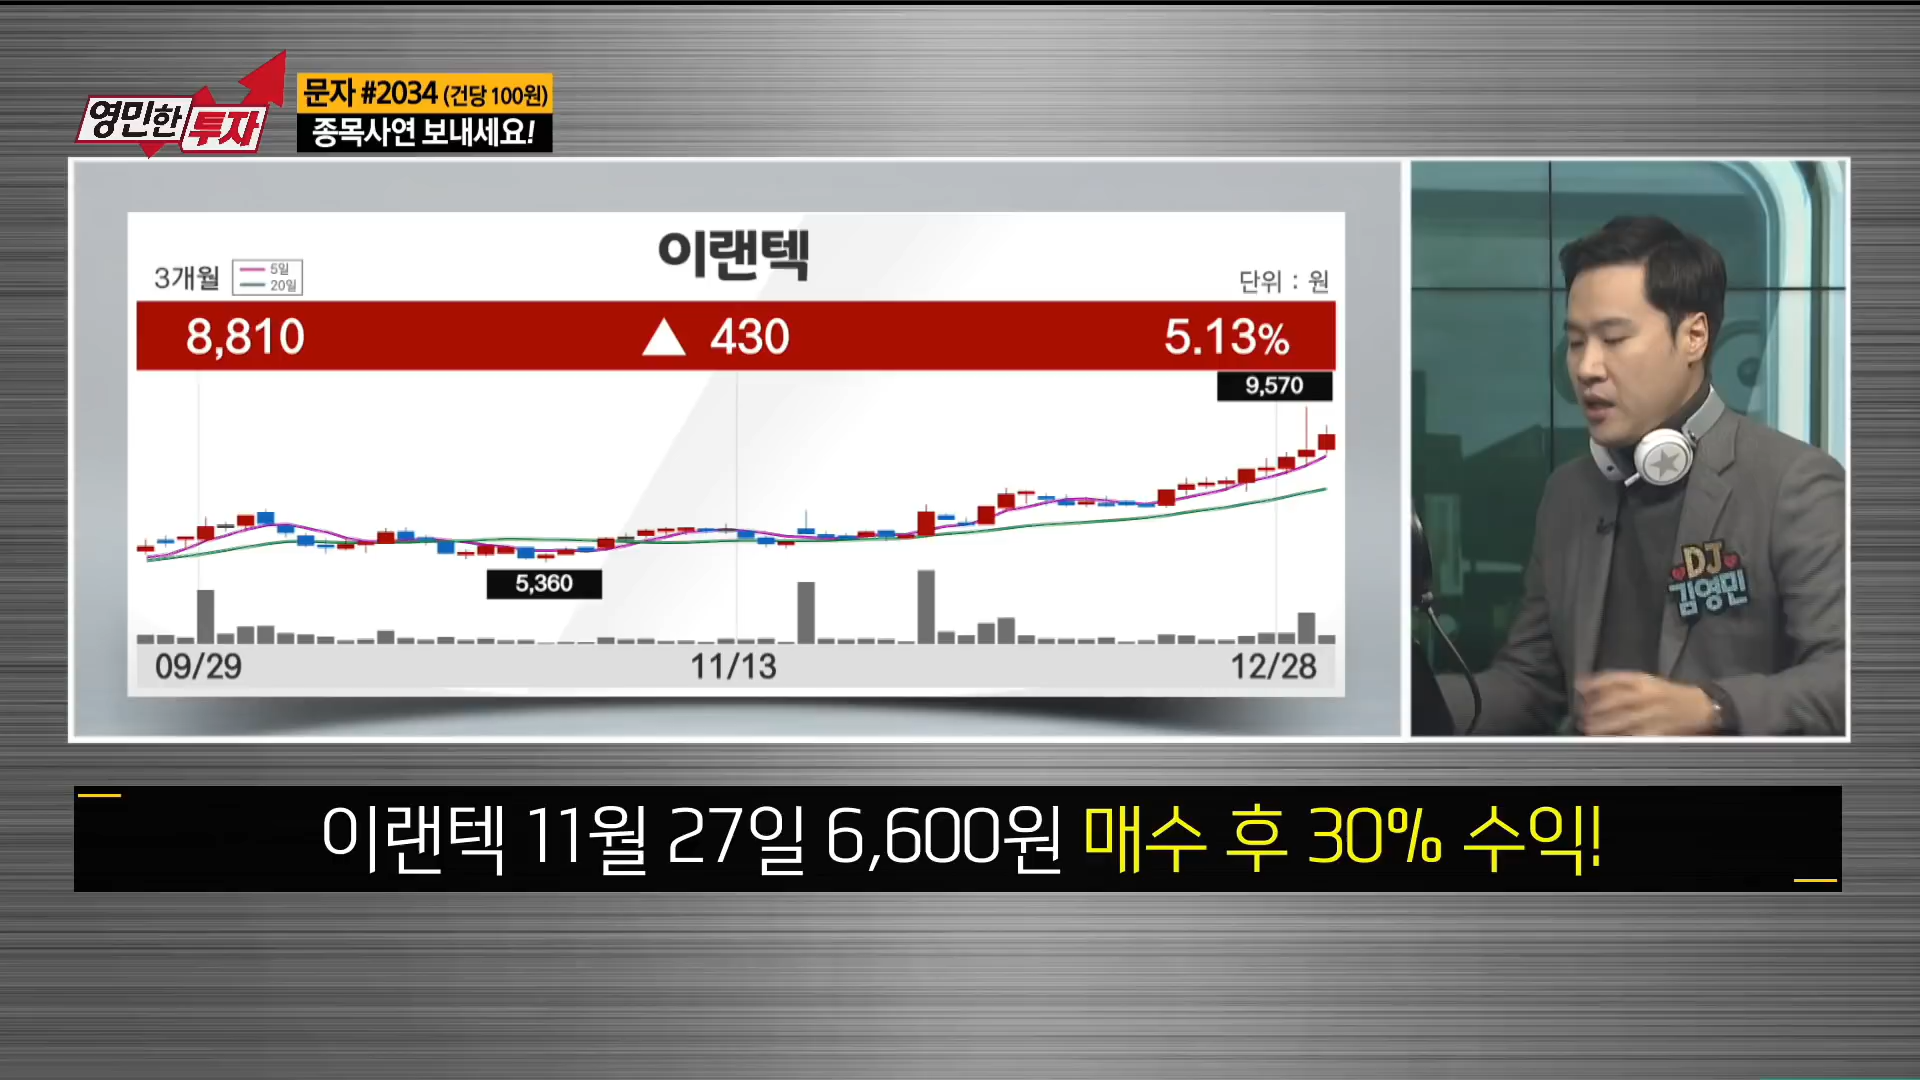 영민한 투자
문자 #2034 (건당 100원)
종목사연 보내세요!
이랜텍
3개월
5일
20일
단위 : 원
8,810 ▲ 430 5.13%
9,570
5,360
09/29 11/13 12/28
DJ
김영민
이랜텍 11월 27일 6,600원 매수 후 30% 수익!